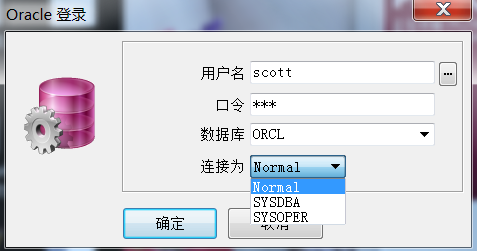 Oracle 登录
用户名 scott
口令 ***
数据库 ORCL
连接为 Normal
Normal
SYSDBA
SYSOPER
确定